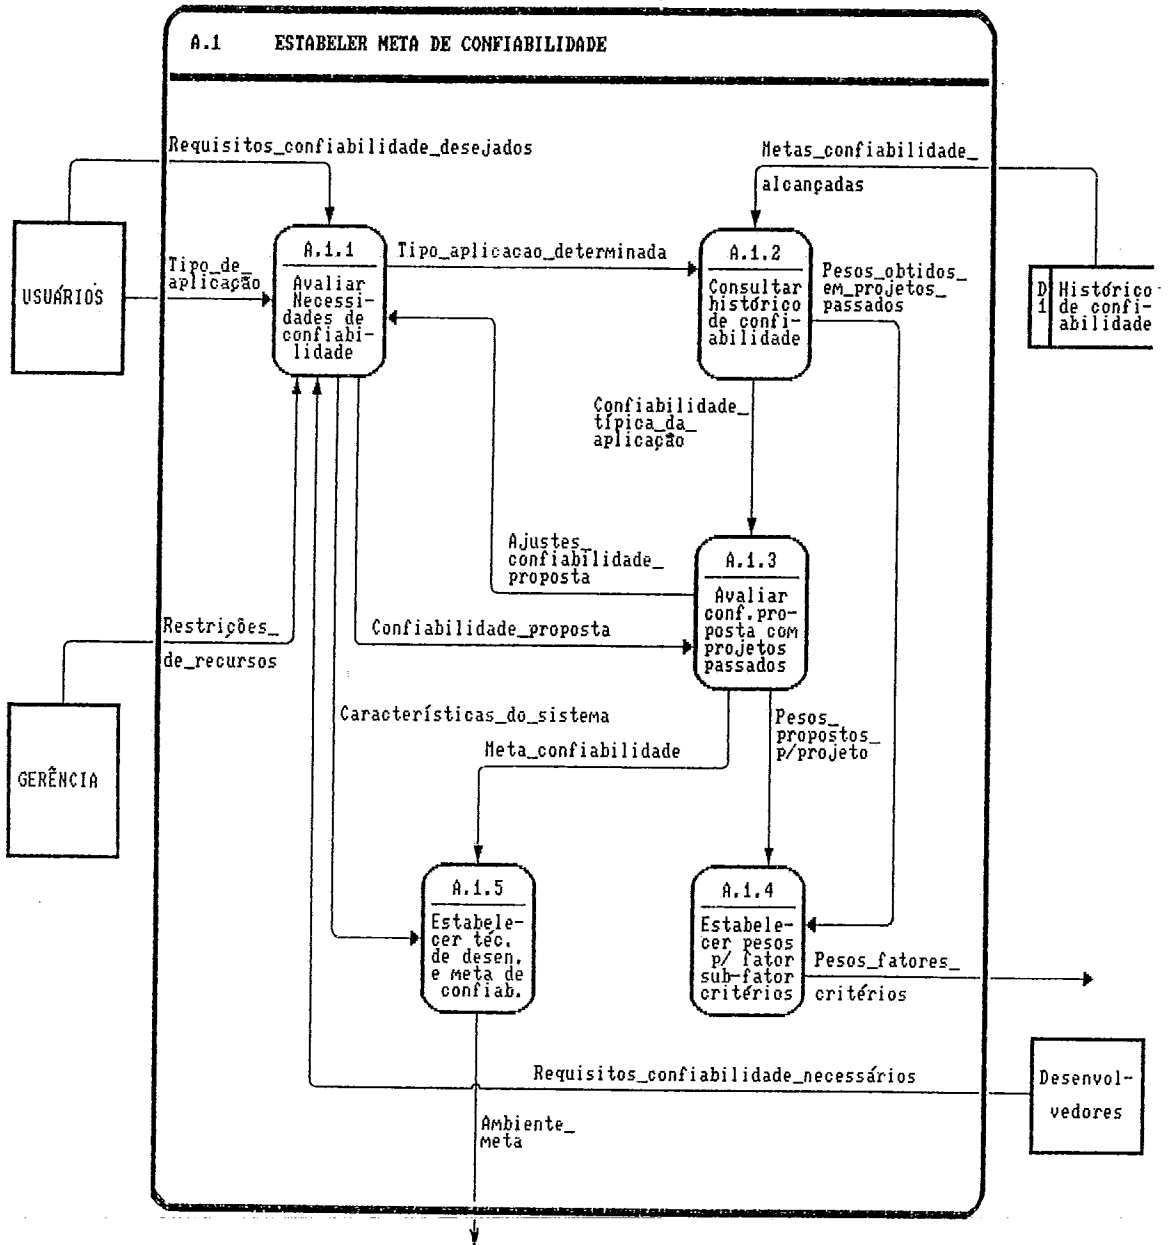 A.1 ESTABELER META DE CONFIABILIDADE
Requisitos_confiabilidade_desejados
Metas_confiabilidade_
alcançadas
USUÁRIOS
Tipo_de_
aplicação
A.1.1
Avaliar
Necessi-
dades de
confiabi-
lidade
Tipo_aplicacao_determinada
A.1.2
Consultar
histórico
de confi-
abilidade
Pesos_obtidos_
em_projetos_
passados
D
1
Histórico
de confi-
abilidade
Confiabilidade_
típica_da_
aplicação
Ajustes_
confiabilidade_
proposta
A.1.3
Avaliar
conf.pro-
posta com
projetos
passados
Restrições_
de_recursos
Confiabilidade_proposta
GERÊNCIA
Características_do_sistema
Meta_confiabilidade
Pesos_
propostos_
p/projeto
A.1.5
Estabele-
cer téc.
de desen.
e meta de
confiab.
A.1.4
Estabele-
cer pesos
p/ fator
sub-fator
critérios
Pesos_fatores_
critérios
Requisitos_confiabilidade_necessários
Desenvol-
vedores
Ambiente_
meta